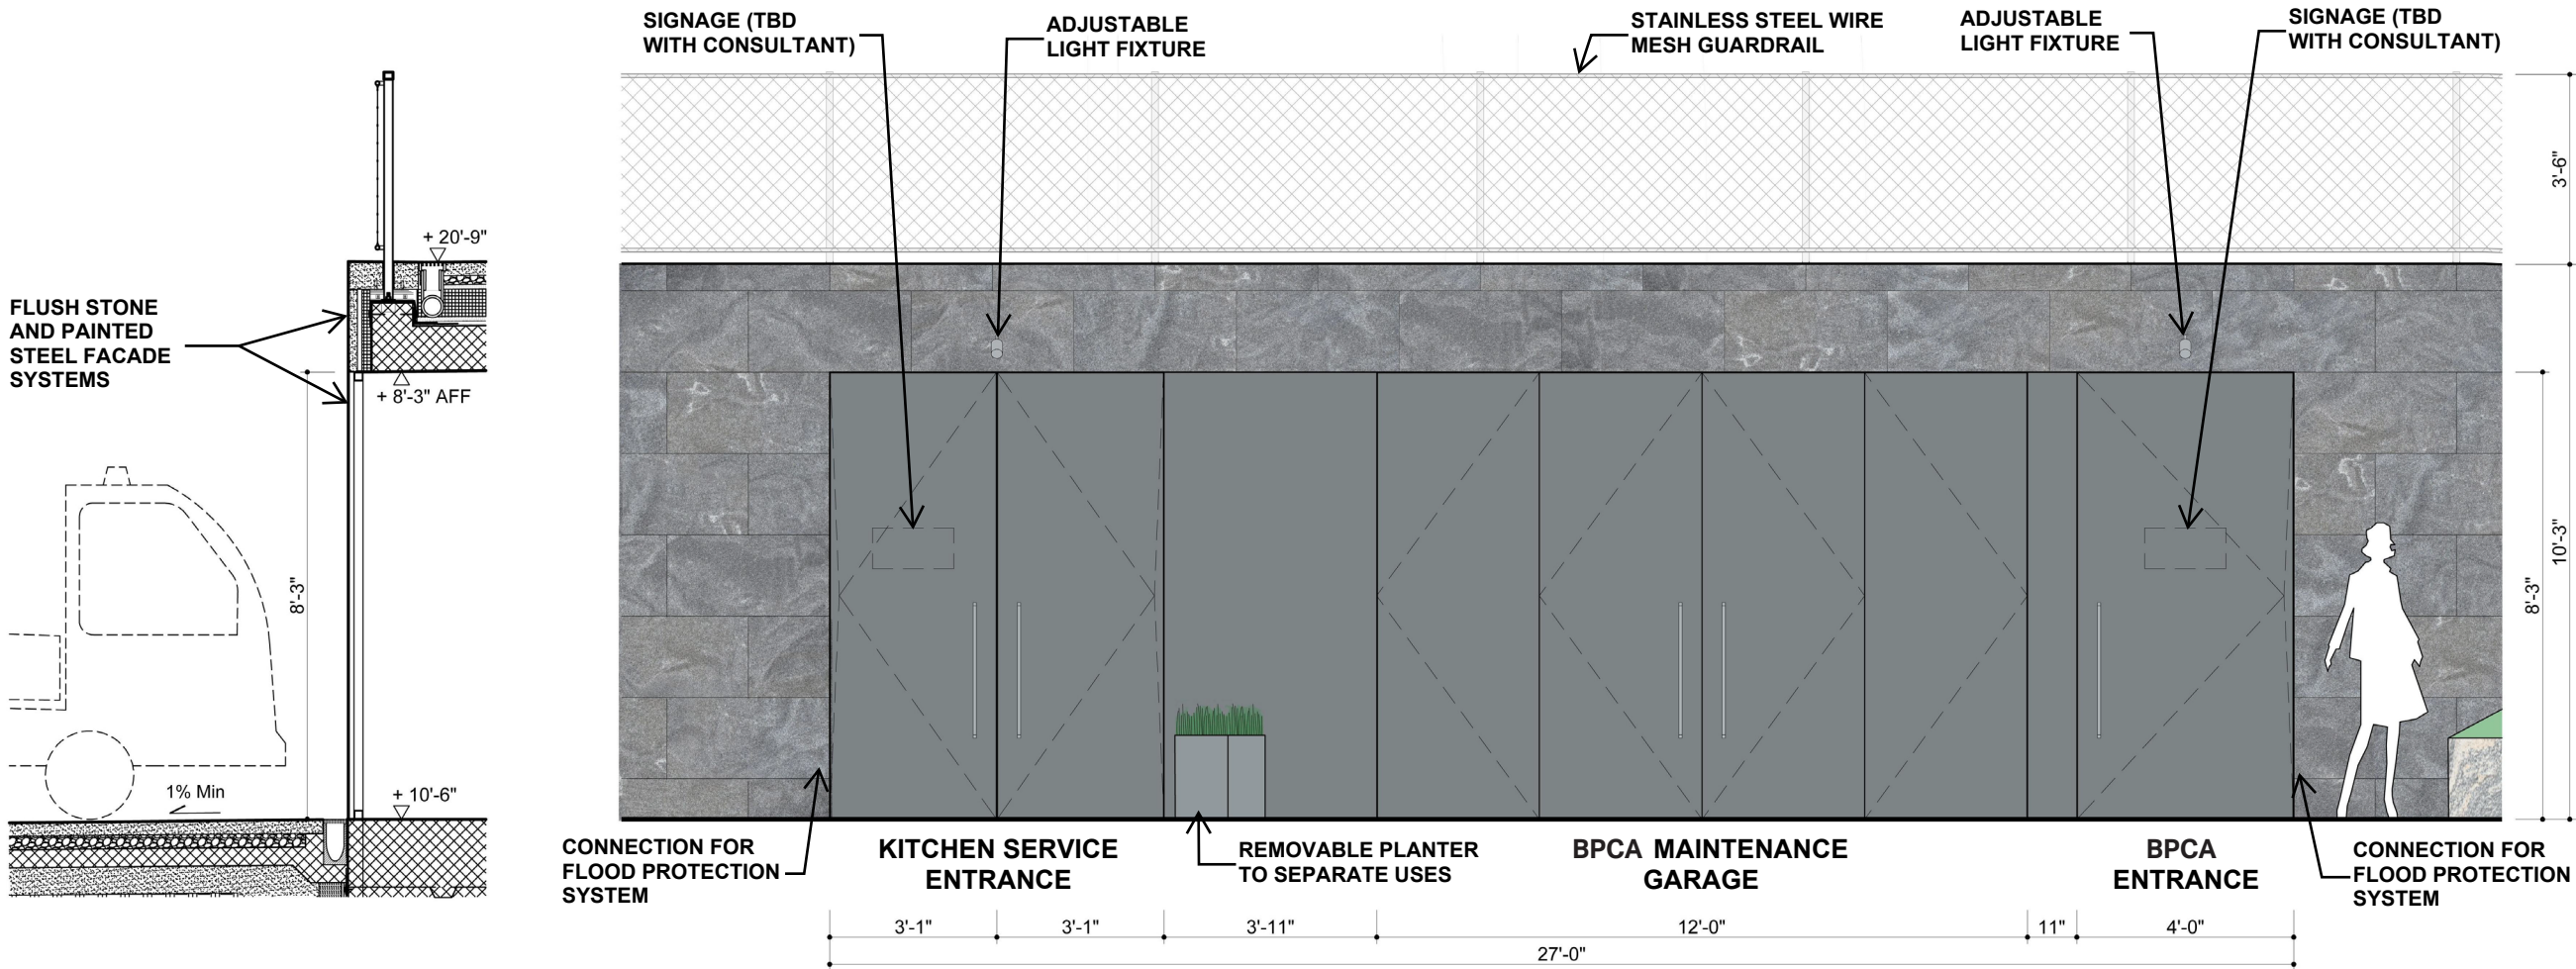 SIGNAGE (TBD
WITH CONSULTANT)
ADJUSTABLE
LIGHT FIXTURE
STAINLESS STEEL WIRE
MESH GUARDRAIL
ADJUSTABLE
LIGHT FIXTURE
SIGNAGE (TBD
WITH CONSULTANT)
3'-6"
+ 20'-9"
FLUSH STONE
AND PAINTED
STEEL FACADE
SYSTEMS
+ 8'-3" AFF
8'-3"
10'-3"
8'-3"
1% Min
+ 10'-6"
CONNECTION FOR
FLOOD PROTECTION
SYSTEM
KITCHEN SERVICE
ENTRANCE
REMOVABLE PLANTER
TO SEPARATE USES
BPCA MAINTENANCE
GARAGE
BPCA
ENTRANCE
CONNECTION FOR
FLOOD PROTECTION
SYSTEM
3'-1"
3'-1"
3'-11"
12'-0"
11"
4'-0"
27'-0"